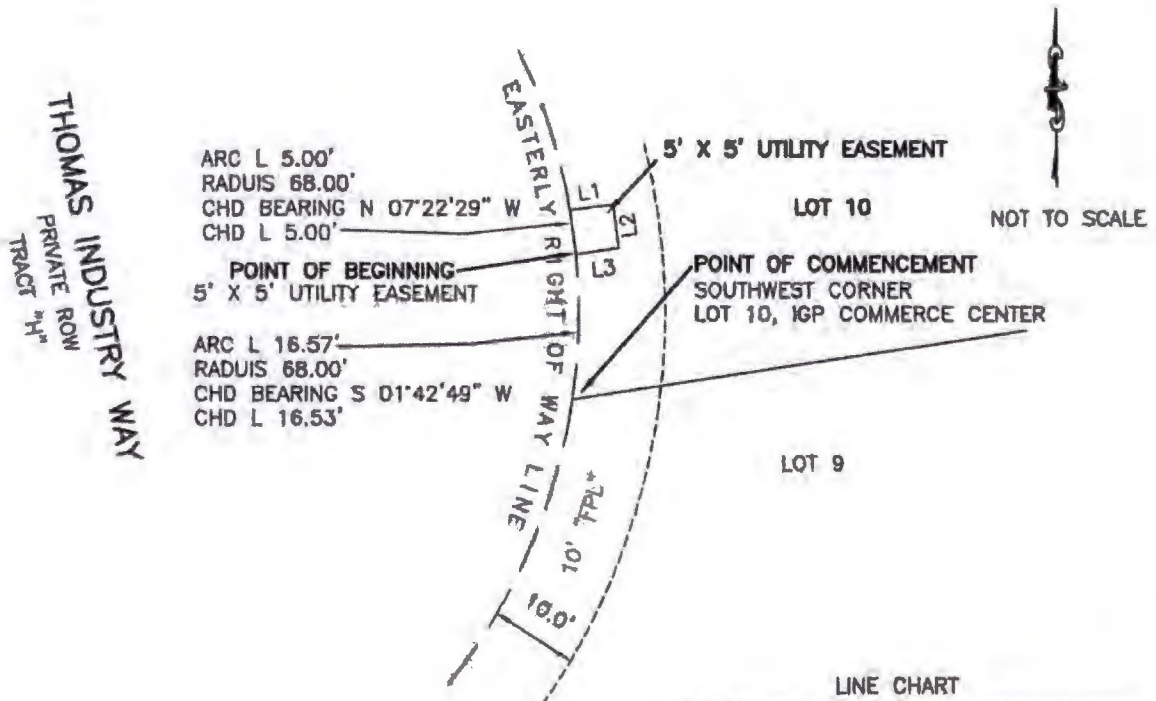 THOMAS INDUSTRY WAY
PRIVATE ROW
TRACT "H"
ARC L 5.00'
RADUIS 68.00'
CHD BEARING N 07°22'29" W
CHD L 5.00'
POINT OF BEGINNING
5' X 5' UTILITY EASEMENT
ARC L 16.57'
RADUIS 68.00'
CHD BEARING S 01°42'49" W
CHD L 16.53'
EASTERLY RIGHT OF WAY LINE
L1
L2
L3
5' X 5' UTILITY EASEMENT
LOT 10
NOT TO SCALE
POINT OF COMMENCEMENT
SOUTHWEST CORNER
LOT 10, IGP COMMERCE CENTER
LOT 9
10' "FPL"
10.0'
LINE CHART